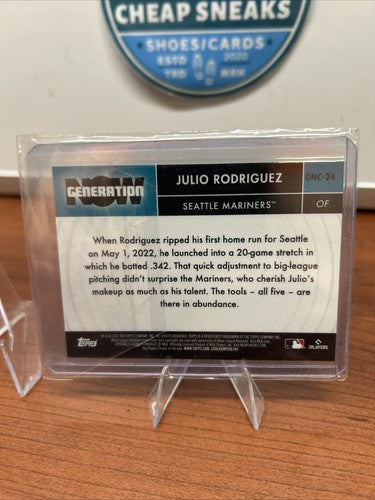 CHEAP SNEAKS
SHOES/CARDS
ESTD 2020
TRD MRK
GENERATION
NOW
JULIO RODRIGUEZ
GNC-24
SEATTLE MARINERS™
OF
When Rodriguez ripped his first home run for Seattle
on May 1, 2022, he launched into a 20-game stretch in
which he batted .342. That quick adjustment to big-league
pitching didn't surprise the Mariners, who cherish Julio's
makeup as much as his talent. The tools – all five – are
there in abundance.
TOPPS
PLAYERS